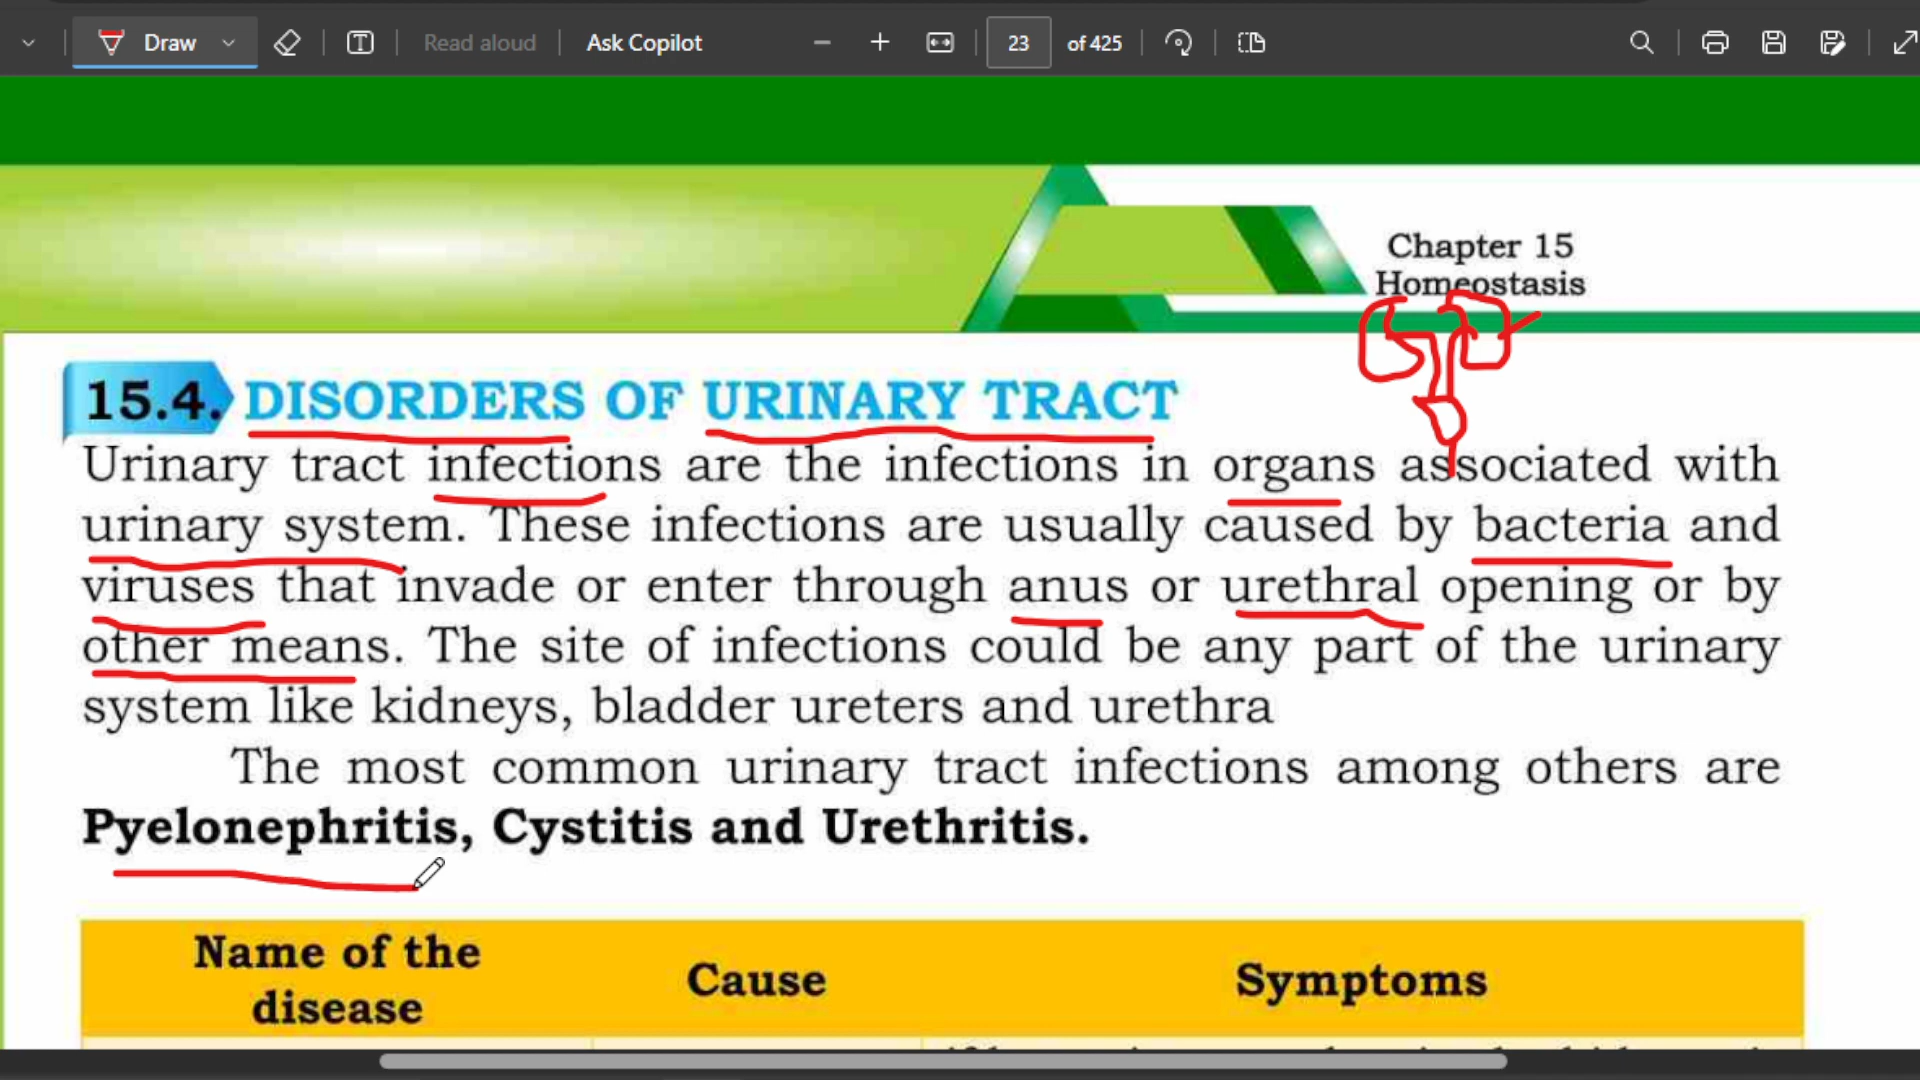 Draw
Read aloud
Ask Copilot
23
of 425
Chapter 15
Homeostasis
15.4. DISORDERS OF URINARY TRACT
Urinary tract infections are the infections in organs associated with
urinary system. These infections are usually caused by bacteria and
viruses that invade or enter through anus or urethral opening or by
other means. The site of infections could be any part of the urinary
system like kidneys, bladder ureters and urethra
The most common urinary tract infections among others are
Pyelonephritis, Cystitis and Urethritis.
Name of the
disease
Cause
Symptoms